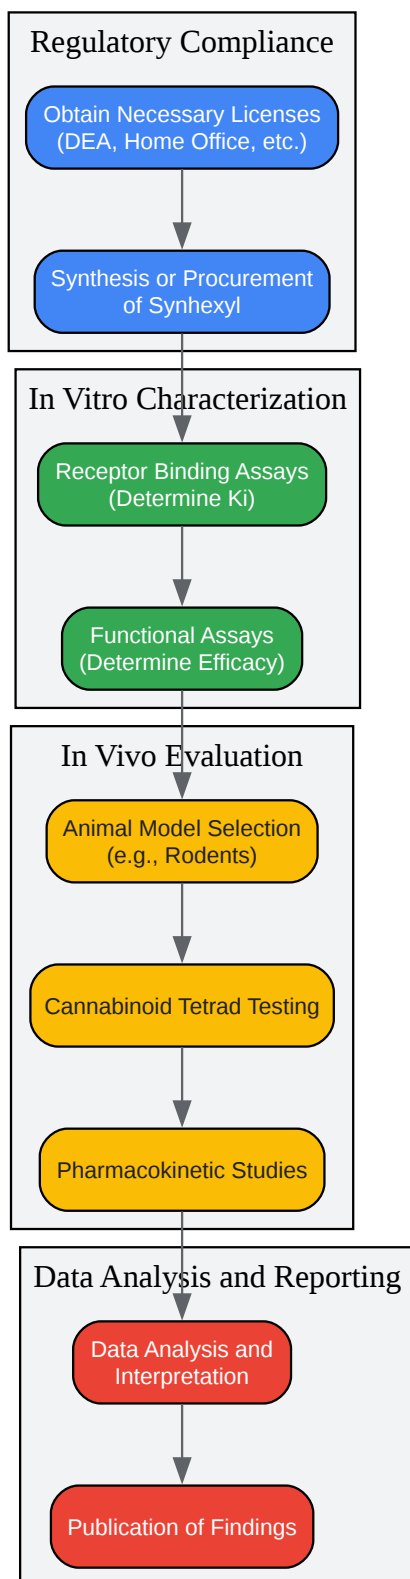 Regulatory Compliance
Obtain Necessary Licenses
(DEA, Home Office, etc.)
Synthesis or Procurement
of Synhexyl
In Vitro Characterization
Receptor Binding Assays
(Determine Ki)
Functional Assays
(Determine Efficacy)
In Vivo Evaluation
Animal Model Selection
(e.g., Rodents)
Cannabinoid Tetrad Testing
Pharmacokinetic Studies
Data Analysis and Reporting
Data Analysis and
Interpretation
Publication of Findings